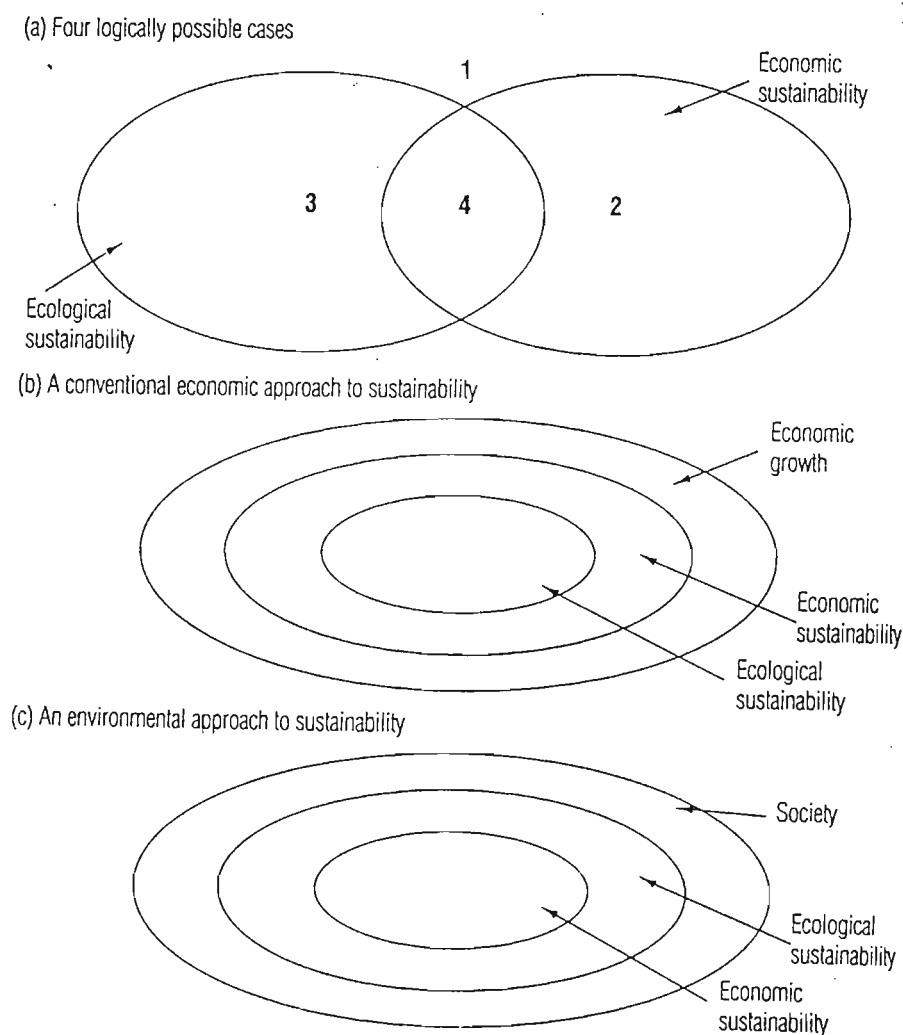 (a) Four logically possible cases
1
Economic
sustainability
3
4
2
Ecological
sustainability
(b) A conventional economic approach to sustainability
Economic
growth
Economic
sustainability
Ecological
sustainability
(c) An environmental approach to sustainability
Society
Ecological
sustainability
Economic
sustainability